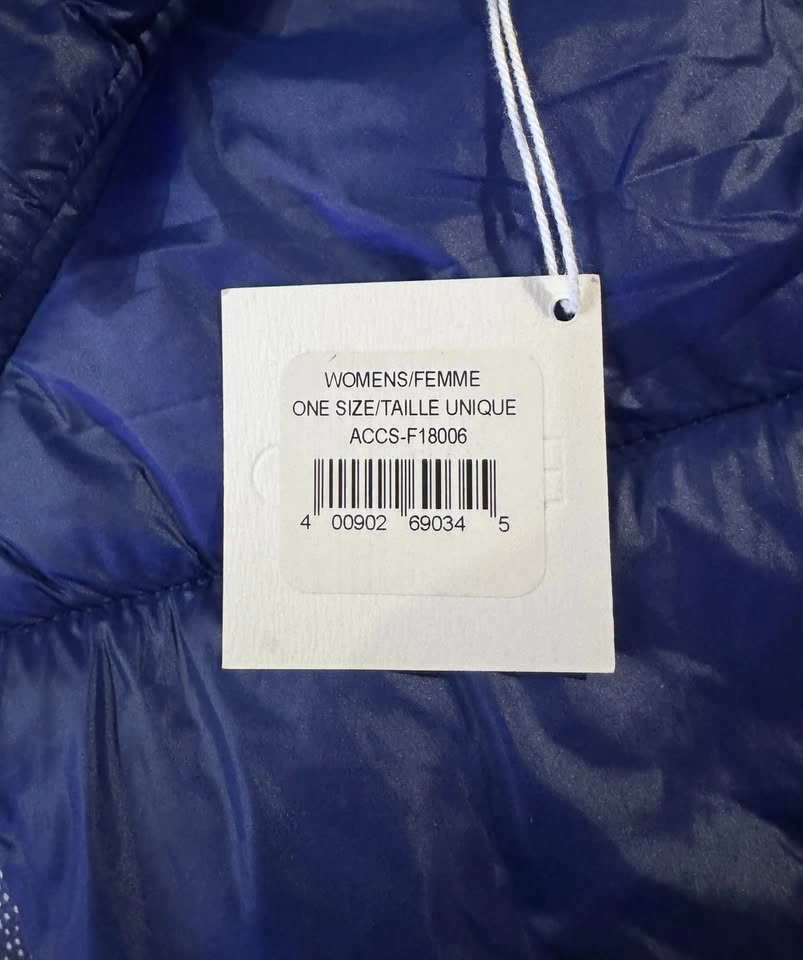 WOMENS/FEMME
ONE SIZE/TAILLE UNIQUE
ACCS-F18006
4 00902 69034 5